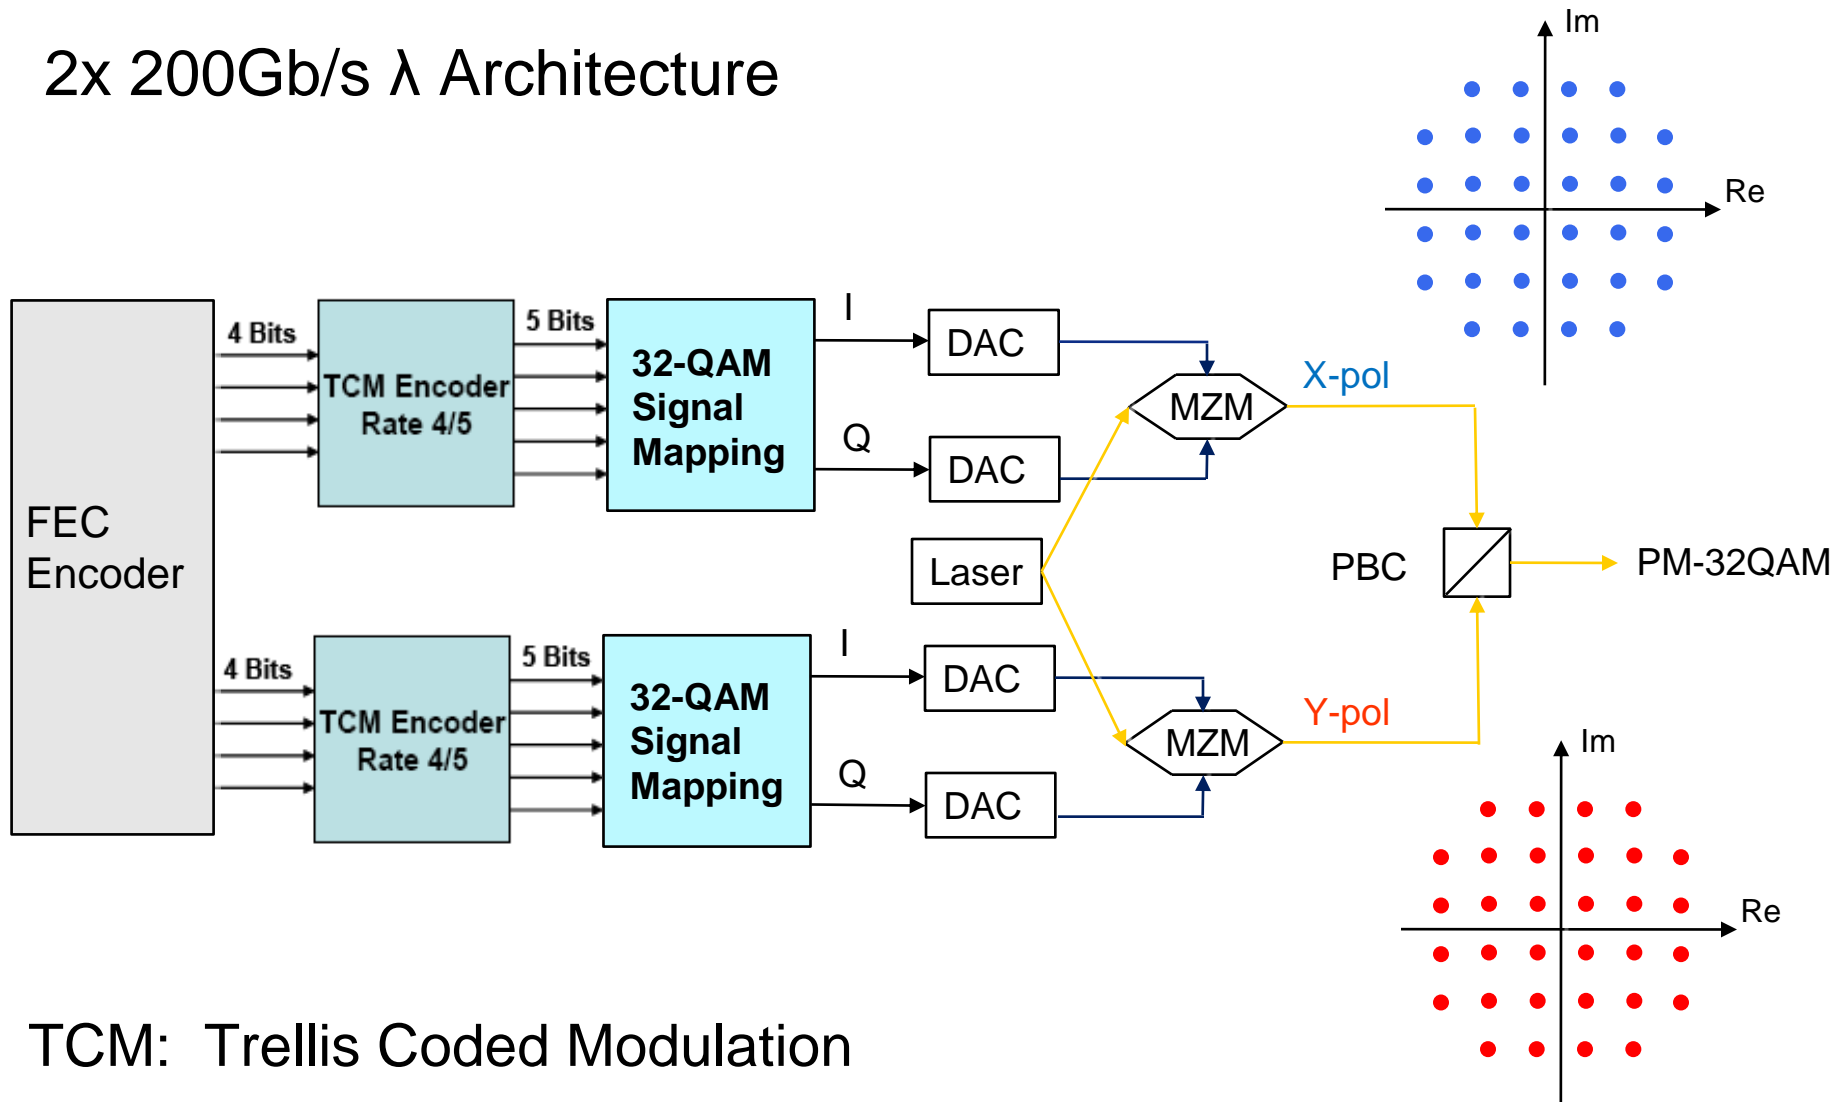 2x 200Gb/s λ Architecture
Im
Re
FEC
Encoder
4 Bits
TCM Encoder
Rate 4/5
5 Bits
32-QAM
Signal
Mapping
I
Q
DAC
DAC
MZM
X-pol
Laser
PBC
PM-32QAM
4 Bits
TCM Encoder
Rate 4/5
5 Bits
32-QAM
Signal
Mapping
I
Q
DAC
DAC
MZM
Y-pol
Im
Re
TCM: Trellis Coded Modulation